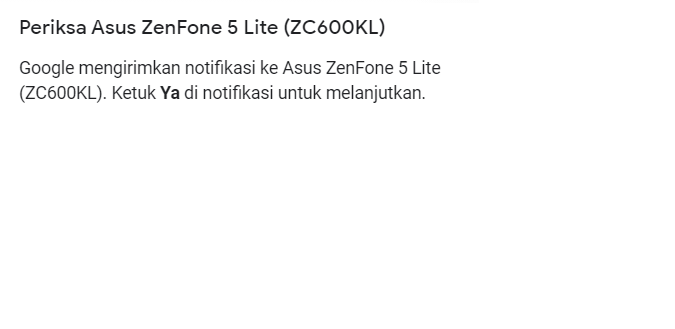 Periksa Asus ZenFone 5 Lite (ZC600KL)
Google mengirimkan notifikasi ke Asus ZenFone 5 Lite
(ZC600KL). Ketuk Ya di notifikasi untuk melanjutkan.